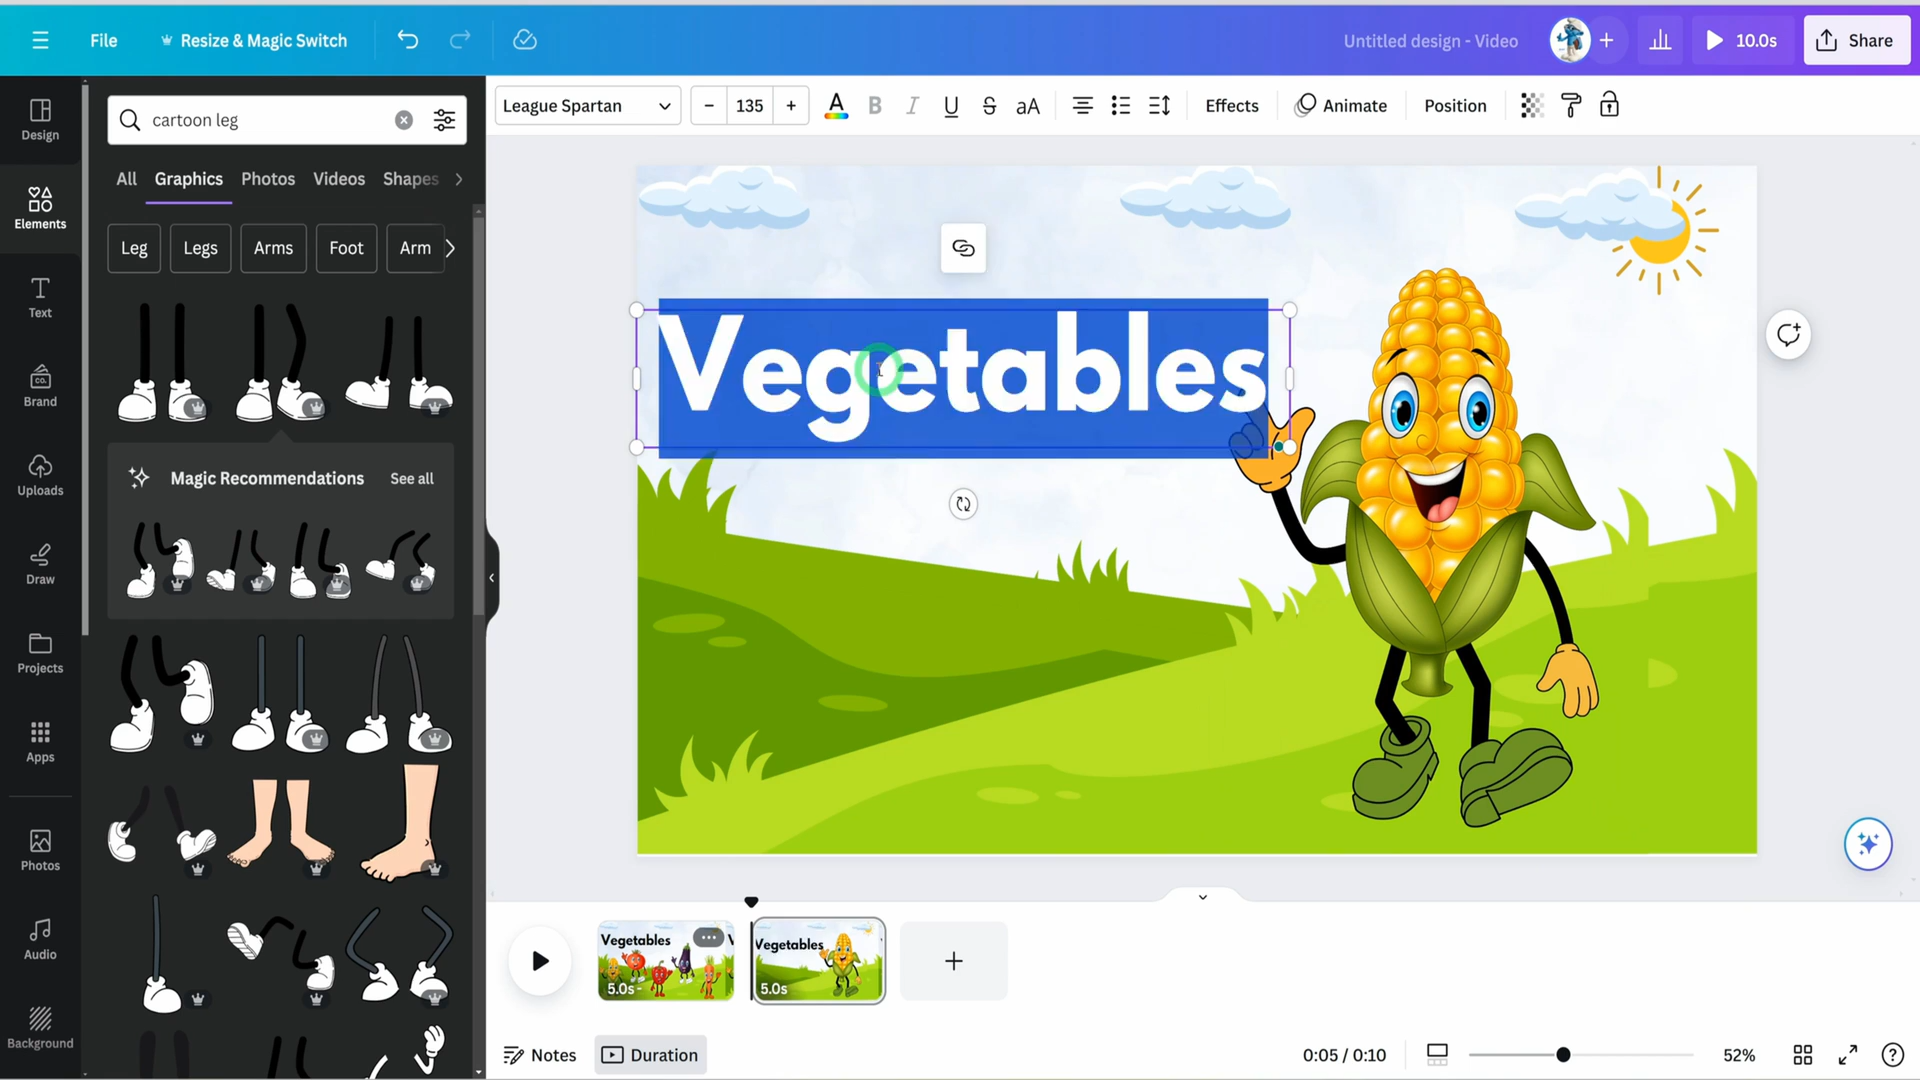 File
Resize & Magic Switch
Untitled design - Video
10.0s
Share
Design
Elements
Text
Brand
CO.
Uploads
Draw
Projects
Apps
Photos
Audio
Background
cartoon leg
All
Graphics
Photos
Videos
Shapes
Leg
Legs
Arms
Foot
Arm
Magic Recommendations
See all
League Spartan
135
A
B
I
U
S
aA
Effects
Animate
Position
Vegetables
Vegetables
5.0s
Vegetables
5.0s
Notes
Duration
0:05 / 0:10
52%